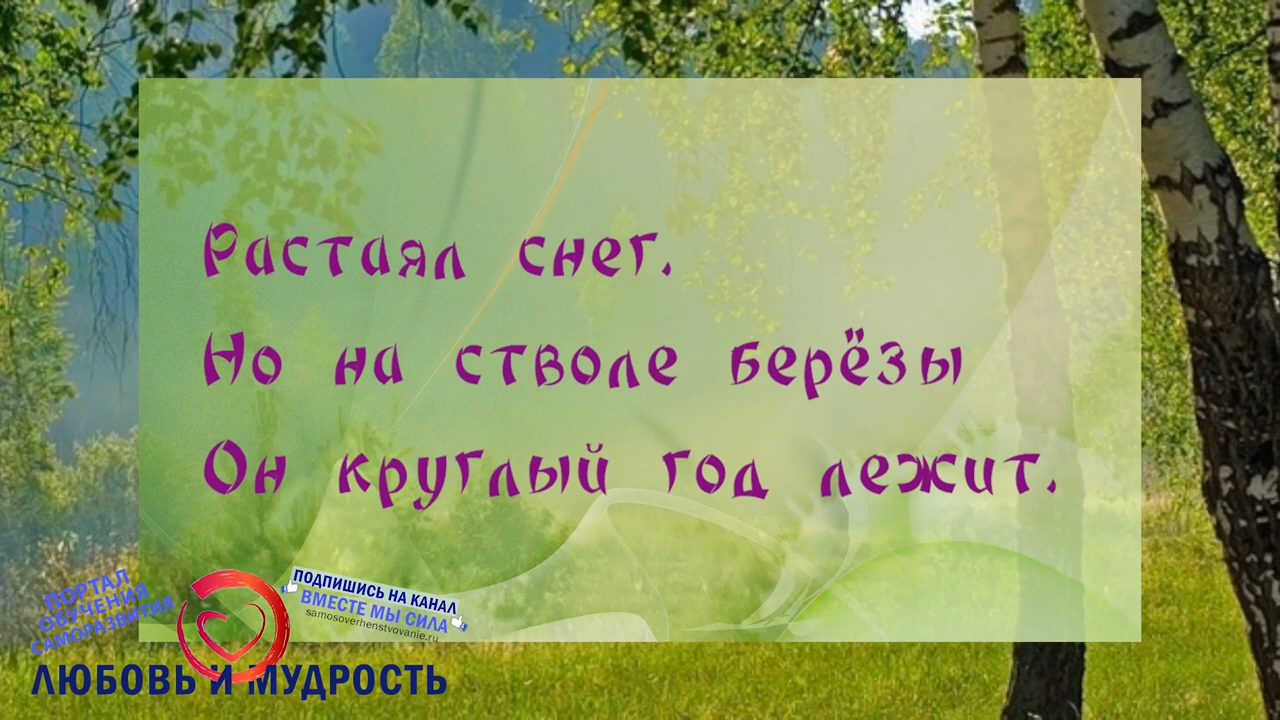 Растаял снег.
Но на стволе берёзы
Он круглый год лежит.
ПОРТАЛ
ОБУЧЕНИЯ
САМОРАЗВИТИЯ
ПОДПИШИСЬ НА КАНАЛ
ВМЕСТЕ МЫ СИЛА
samosoverhenstvovanie.ru
ЛЮБОВЬ И МУДРОСТЬ